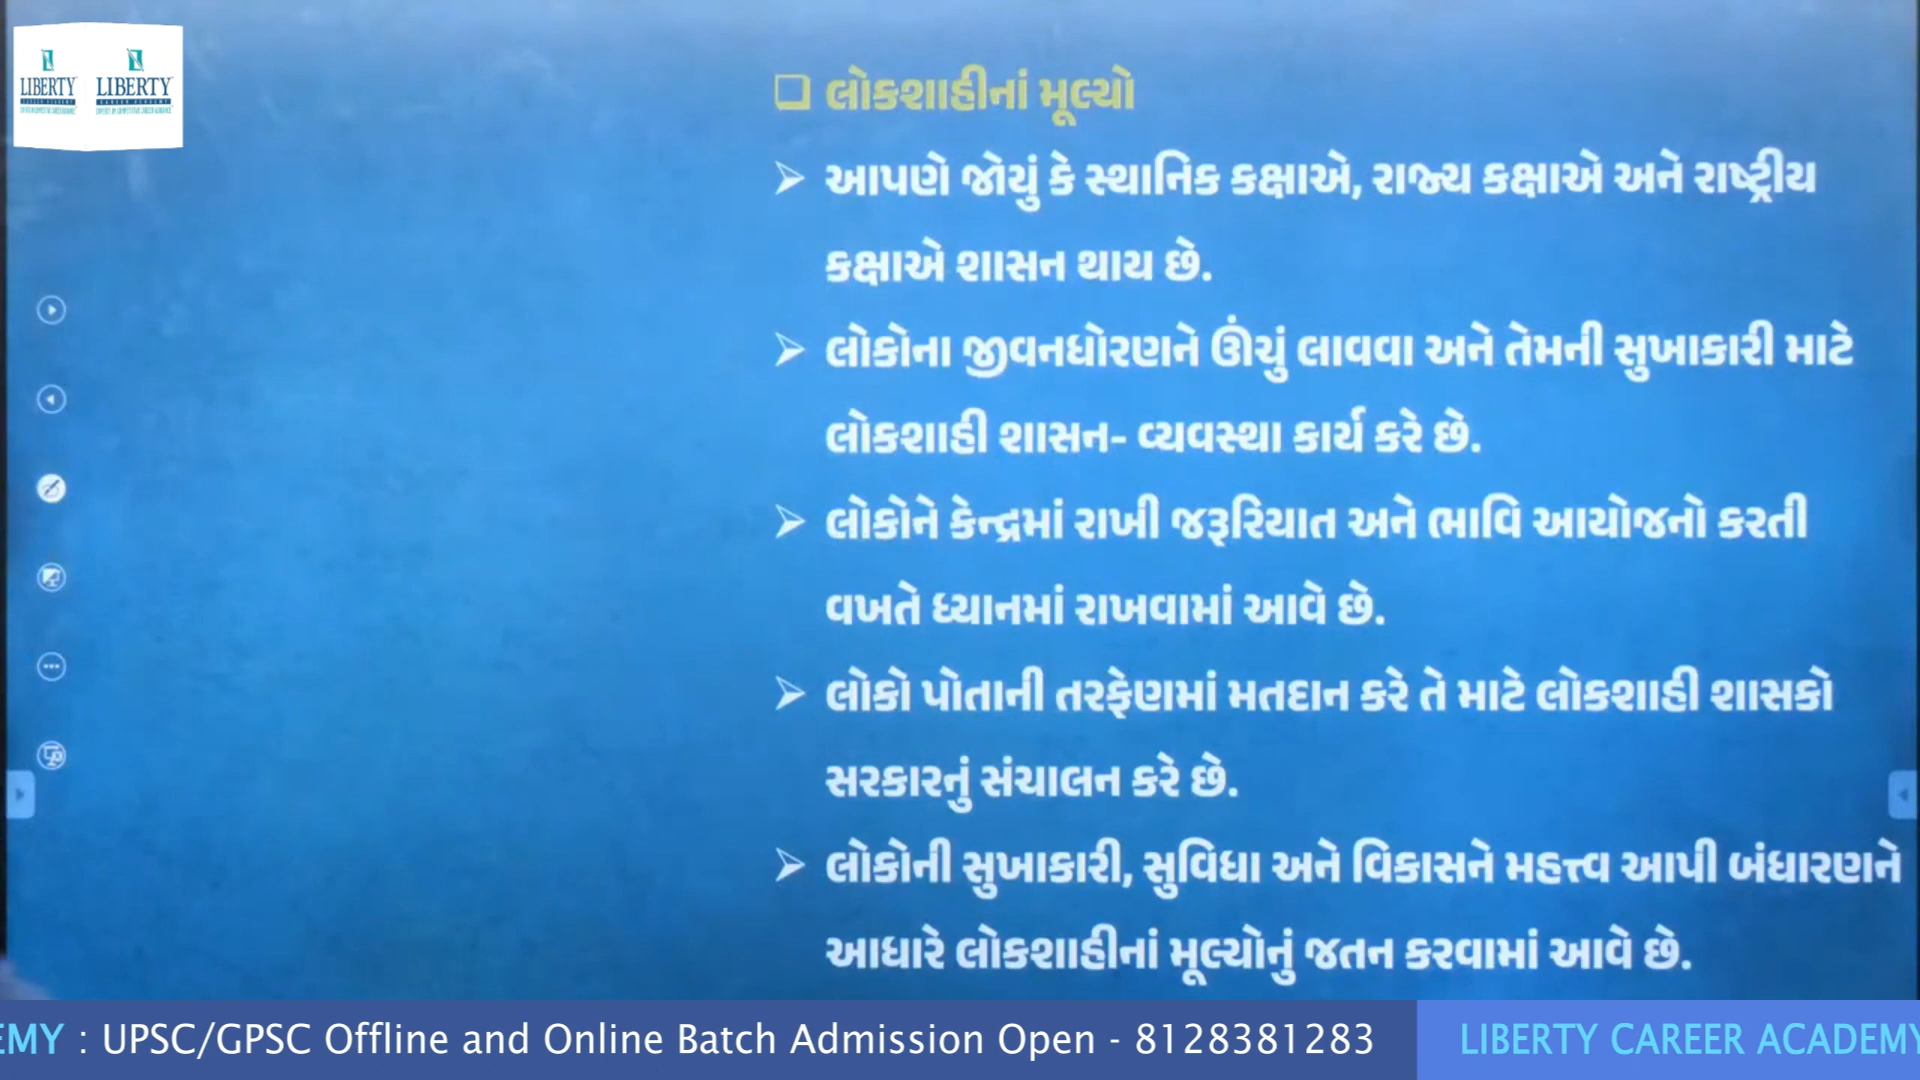 LIBERTY LIBERTY
CAREER ACADEMY
❑ લોકશાહીનાં મૂલ્યો
➢ આપણે જોયું કે સ્થાનિક કક્ષાએ, રાજ્ય કક્ષાએ અને રાષ્ટ્રીય
કક્ષાએ શાસન થાય છે.
➢ લોકોના જીવનધોરણને ઊંચું લાવવા અને તેમની સુખાકારી માટે
લોકશાહી શાસન- વ્યવસ્થા કાર્ય કરે છે.
➢ લોકોને કેન્દ્રમાં રાખી જરૂરિયાત અને ભાવિ આયોજનો કરતી
વખતે ધ્યાનમાં રાખવામાં આવે છે.
➢ લોકો પોતાની તરફેણમાં મતદાન કરે તે માટે લોકશાહી શાસકો
સરકારનું સંચાલન કરે છે.
➢ લોકોની સુખાકારી, સુવિધા અને વિકાસને મહત્ત્વ આપી બંધારણને
આધારે લોકશાહીનાં મૂલ્યોનું જતન કરવામાં આવે છે.
EMY : UPSC/GPSC Offline and Online Batch Admission Open - 8128381283 LIBERTY CAREER ACADEMY